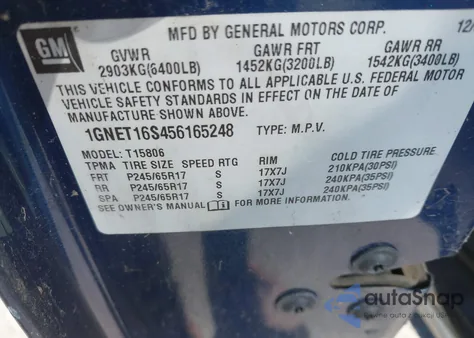 GM
MFD BY GENERAL MOTORS CORP. 12/
GVWR GAWR FRT GAWR RR
2903KG(6400LB) 1452KG(3200LB) 1542KG(3400LB)
THIS VEHICLE CONFORMS TO ALL APPLICABLE U.S. FEDERAL MOTOR
VEHICLE SAFETY STANDARDS IN EFFECT ON THE DATE OF
MANUFACTURE SHOWN ABOVE.
1GNET16S456165248 TYPE: M.P.V.
MODEL: T15806
TPMA TIRE SIZE SPEED RTG RIM COLD TIRE PRESSURE
FRT P245/65R17 S 17X7J 210KPA(30PSI)
RR P245/65R17 S 17X7J 240KPA(35PSI)
SPA P245/65R17 S 17X7J 240KPA(35PSI)
SEE OWNER'S MANUAL FOR MORE INFORMATION.
autaSnap